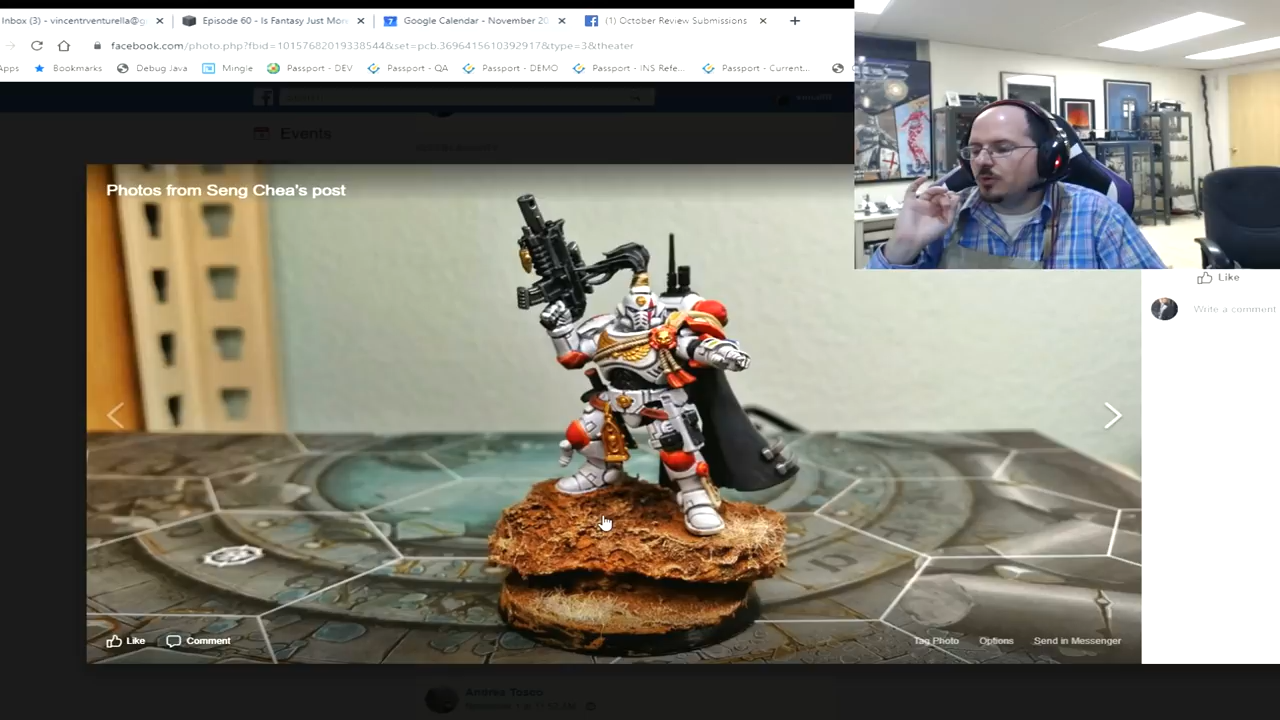 Inbox (3) - vincentrventurella@g
Episode 60 - Is Fantasy Just Mor
Google Calendar - November 20
(1) October Review Submissions
facebook.com/photo.php?fbid=10157682019338544&set=pcb.3696415610392917&type=3&theater
Apps
Bookmarks
Debug Java
Mingle
Passport - DEV
Passport - QA
Passport - DEMO
Passport - INS Refe...
Passport - Current...
Events
Photos from Seng Chea's post
Like
Write a comment
Like
Comment
Tag Photo
Options
Send in Messenger
Andrea Tosco